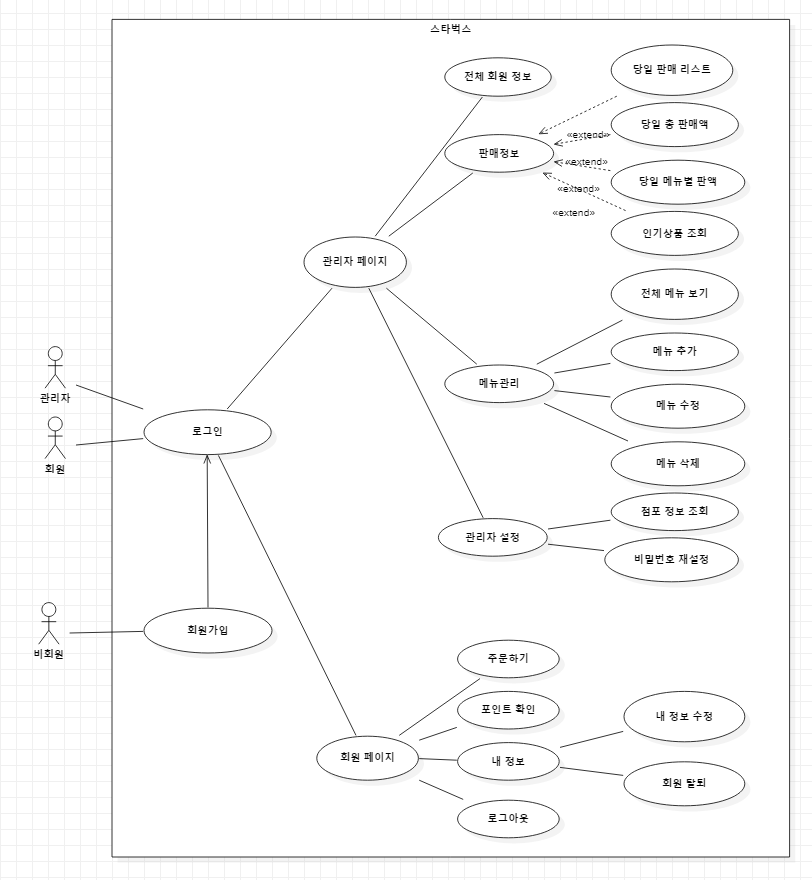 스타벅스
전체 회원 정보
당일 판매 리스트
당일 총 판매액
«extend»
판매정보
«extend»
당일 메뉴별 판액
«extend»
«extend»
인기상품 조회
관리자 페이지
전체 메뉴 보기
메뉴 추가
메뉴관리
메뉴 수정
관리자
로그인
회원
메뉴 삭제
점포 정보 조회
관리자 설정
비밀번호 재설정
회원가입
비회원
주문하기
포인트 확인
내 정보 수정
회원 페이지
내 정보
회원 탈퇴
로그아웃